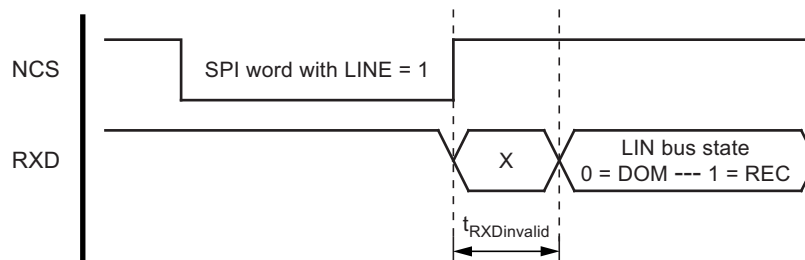 NCS
SPI word with LINE = 1
RXD
X
LIN bus state
0 = DOM --- 1 = REC
tRXDinvalid